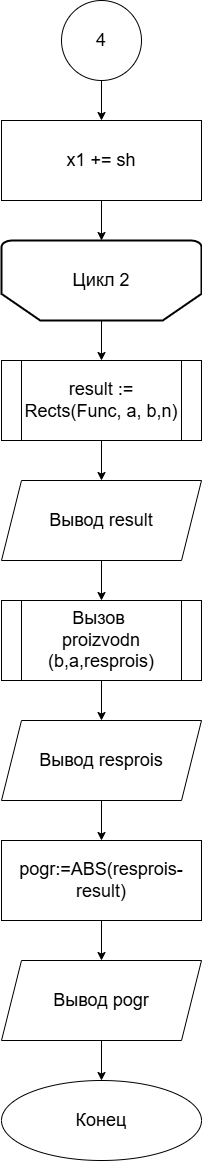 4
x1 += sh
Цикл 2
result :=
Rects(Func, a, b,n)
Вывод result
Вызов
proizvodn
(b,a,resprois)
Вывод resprois
pogr:=ABS(resprois-
result)
Вывод pogr
Конец